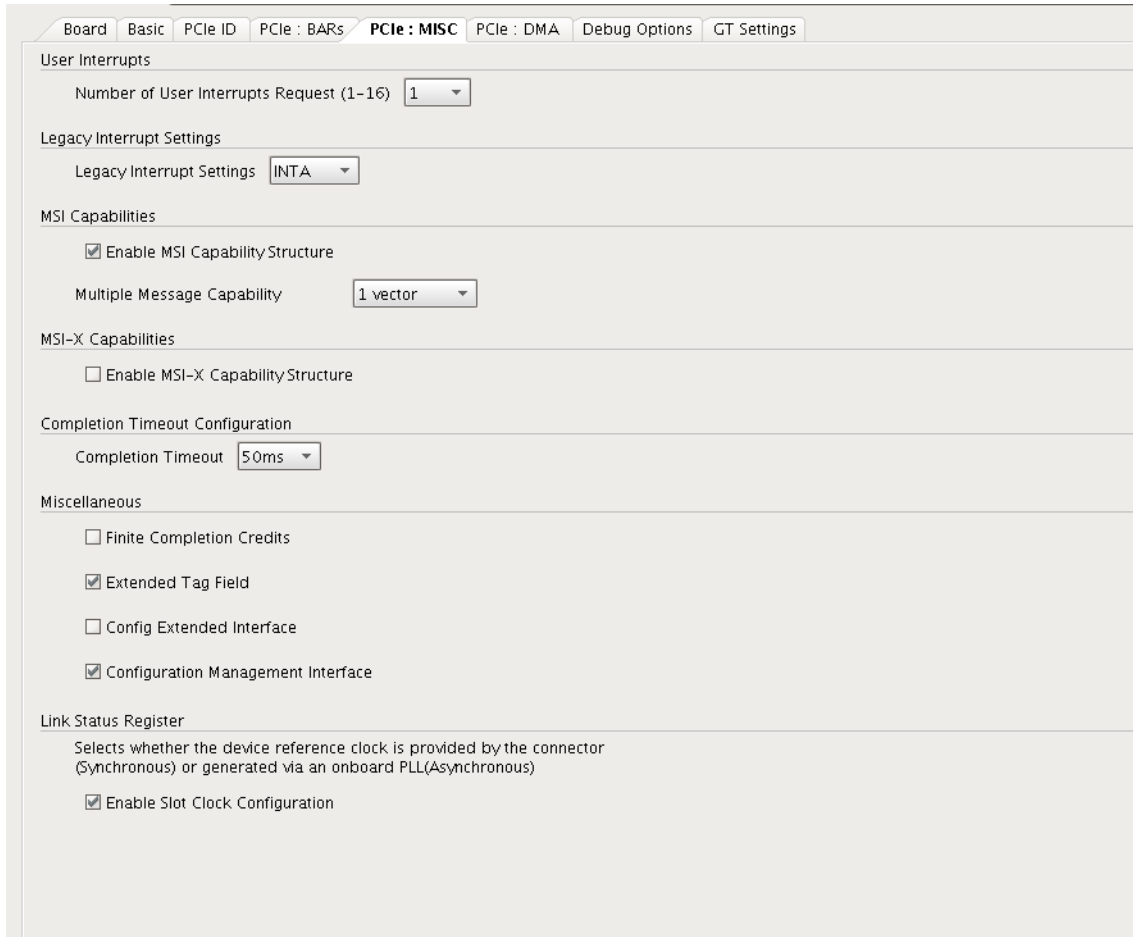 Board Basic PCIe ID PCIe : BARs PCIe : MISC PCIe : DMA Debug Options GT Settings
User Interrupts
Number of User Interrupts Request (1-16) 1
Legacy Interrupt Settings
Legacy Interrupt Settings INTA
MSI Capabilities
Enable MSI Capability Structure
Multiple Message Capability 1 vector
MSI-X Capabilities
Enable MSI-X Capability Structure
Completion Timeout Configuration
Completion Timeout 50ms
Miscellaneous
Finite Completion Credits
Extended Tag Field
Config Extended Interface
Configuration Management Interface
Link Status Register
Selects whether the device reference clock is provided by the connector
(Synchronous) or generated via an onboard PLL(Asynchronous)
Enable Slot Clock Configuration